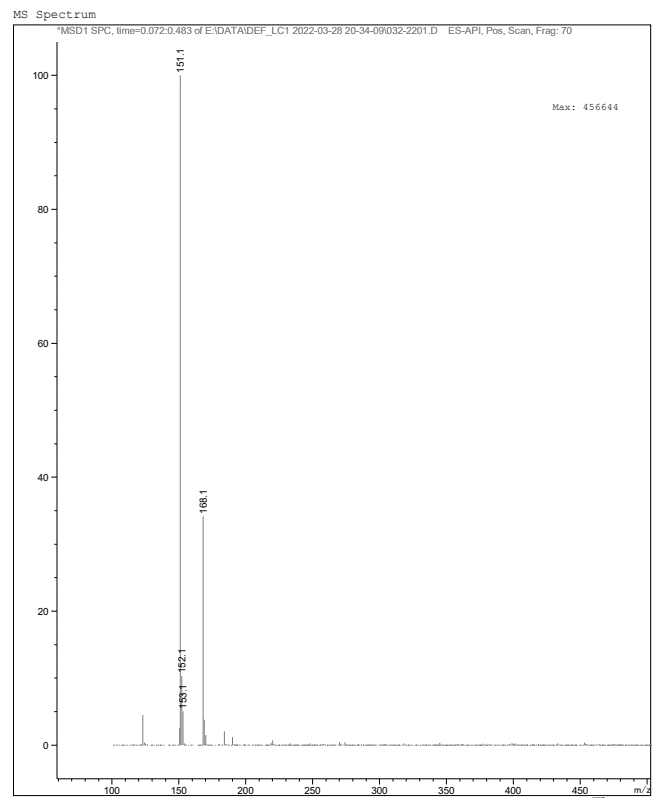 MS Spectrum
*MSD1 SPC, time=0.072:0.483 of E:\DATA\DEF_LC1 2022-03-28 20-34-09\032-2201.D ES-API, Pos, Scan, Frag: 70
151.1
100
Max: 456644
80
60
40
168.1
20
152.1
153.1
0
100 150 200 250 300 350 400 450 m/z